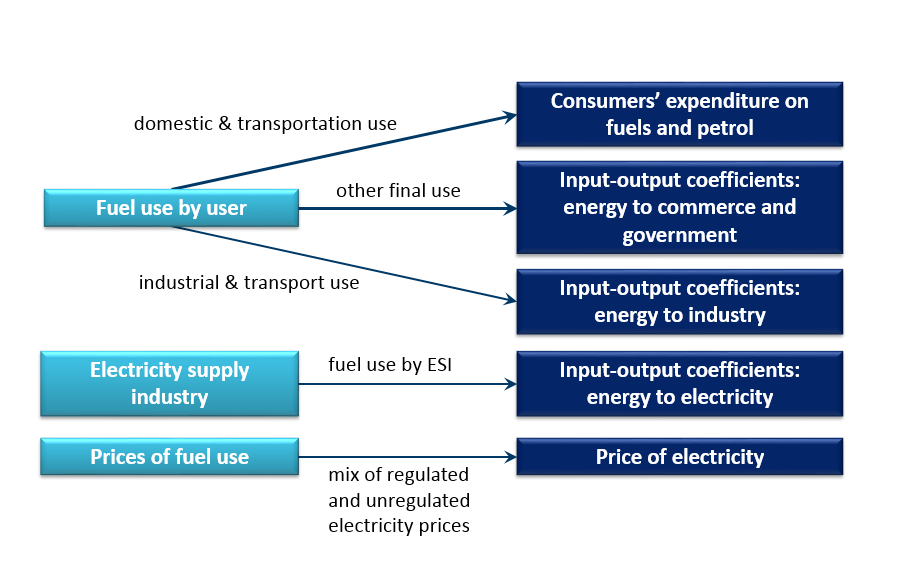 domestic & transportation use
Consumers’ expenditure on
fuels and petrol
Fuel use by user
other final use
Input-output coefficients:
energy to commerce and
government
industrial & transport use
Input-output coefficients:
energy to industry
Electricity supply
industry
fuel use by ESI
Input-output coefficients:
energy to electricity
Prices of fuel use
mix of regulated
and unregulated
electricity prices
Price of electricity